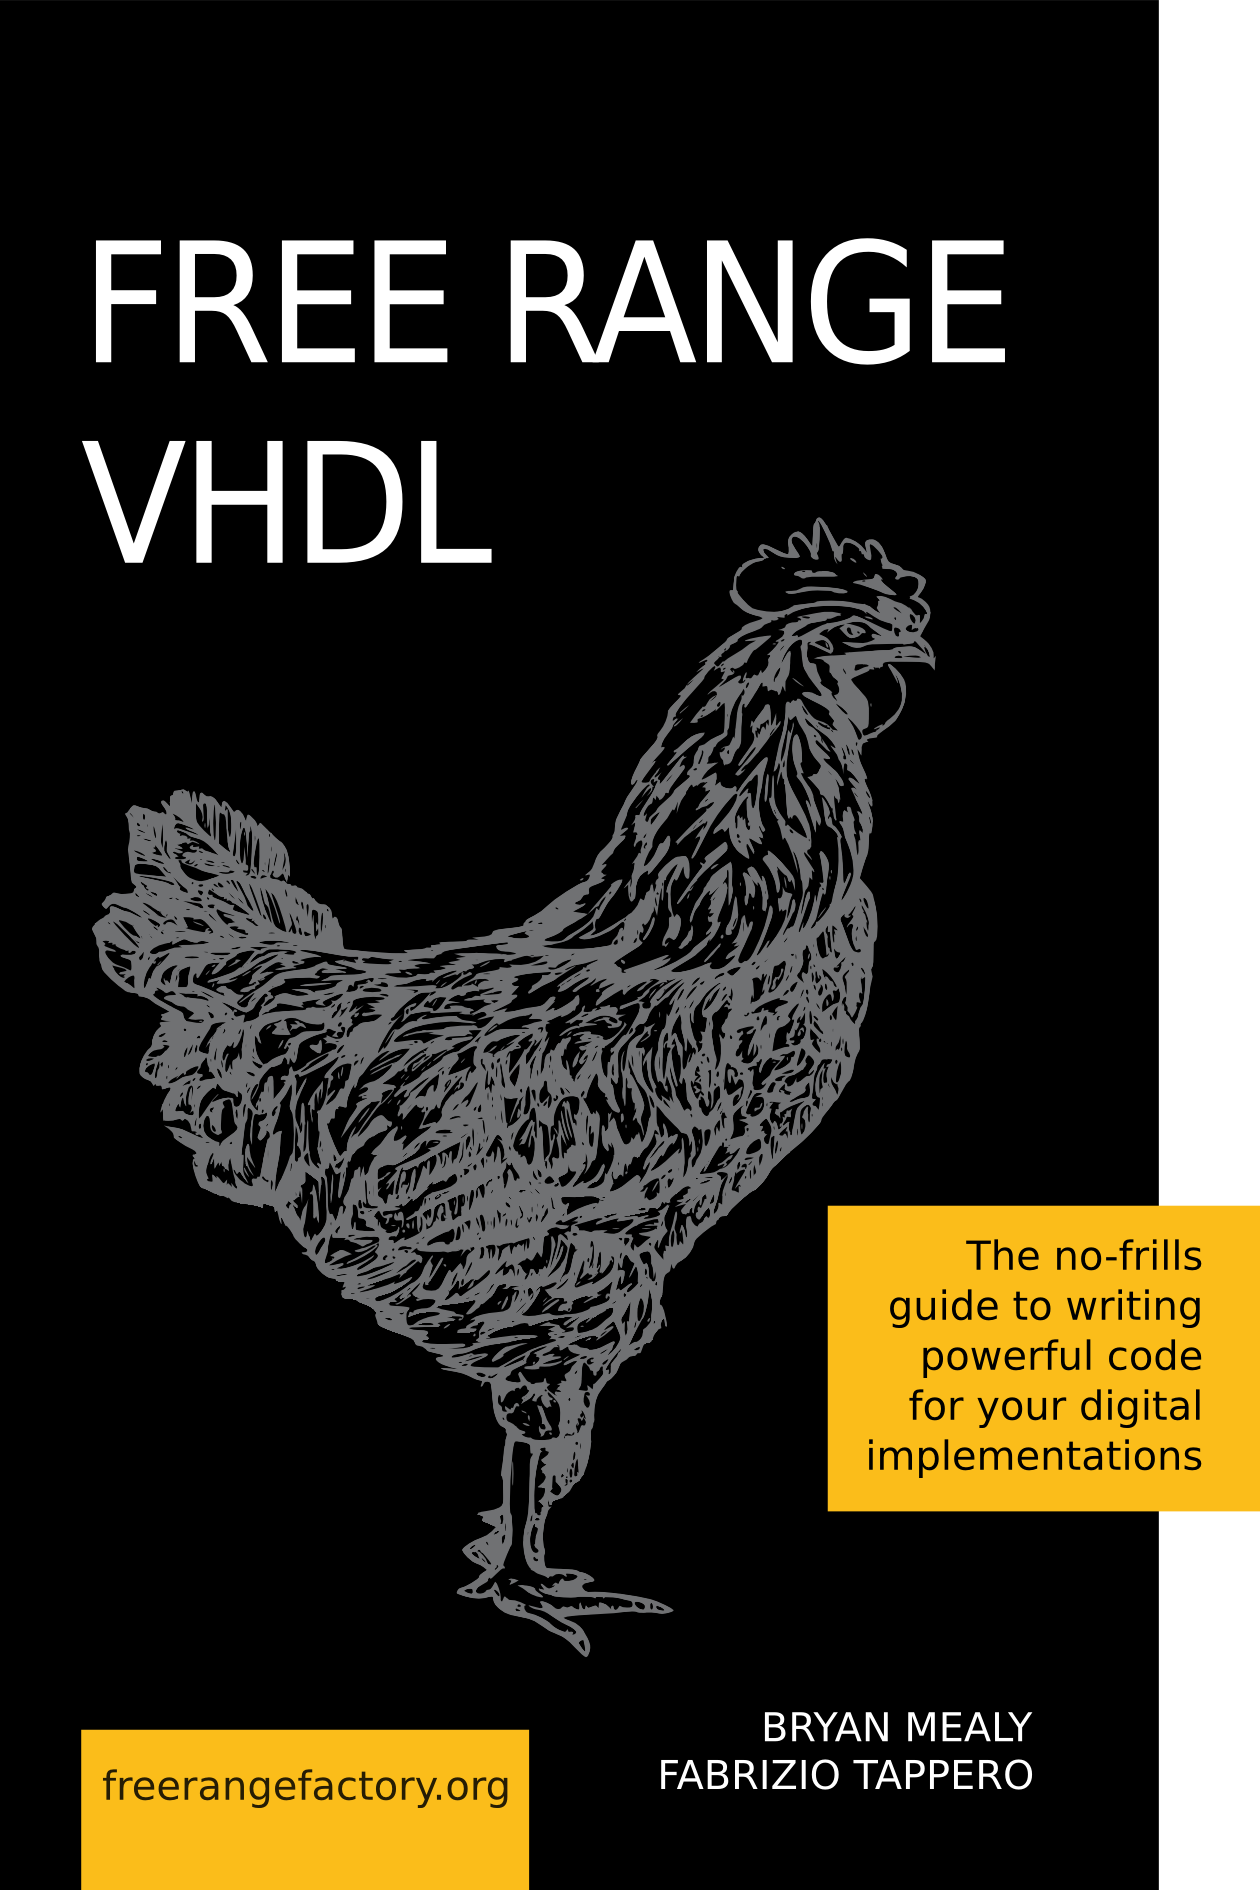 FREE RANGE
VHDL
The no-frills
guide to writing
powerful code
for your digital
implementations
BRYAN MEALY
FABRIZIO TAPPERO
freerangefactory.org